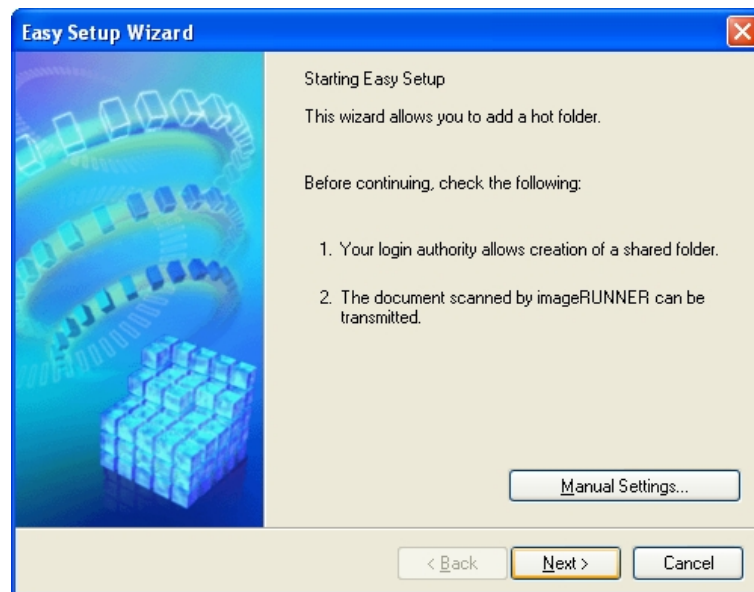 Easy Setup Wizard
Starting Easy Setup
This wizard allows you to add a hot folder.
Before continuing, check the following:
1. Your login authority allows creation of a shared folder.
2. The document scanned by imageRUNNER can be
transmitted.
Manual Settings...
< Back
Next >
Cancel